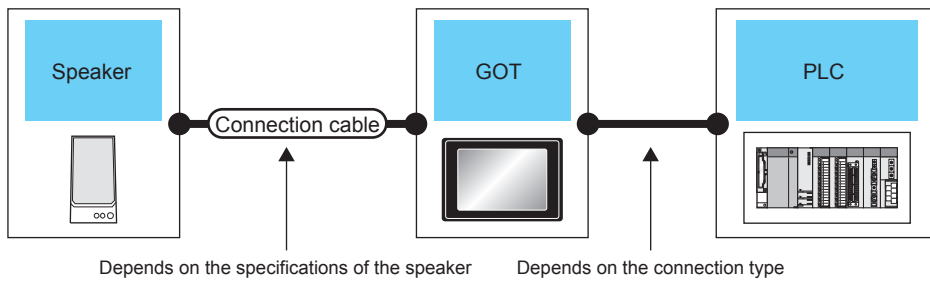 Speaker
GOT
PLC
Connection cable
Depends on the specifications of the speaker
Depends on the connection type